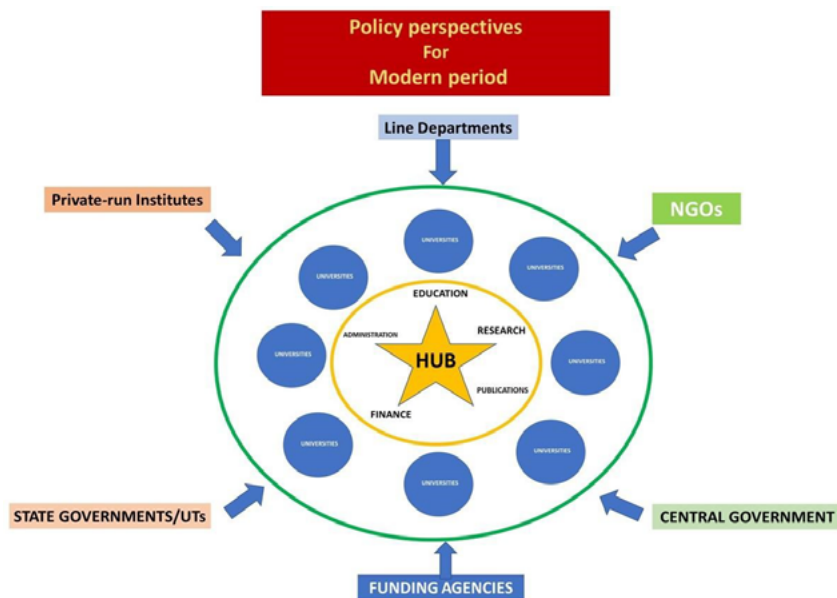 Policy perspectives
For
Modern period
Line Departments
Private-run Institutes
NGOs
UNIVERSITIES
UNIVERSITIES
UNIVERSITIES
EDUCATION
ADMINISTRATION
RESEARCH
UNIVERSITIES
HUB
UNIVERSITIES
PUBLICATIONS
FINANCE
UNIVERSITIES
UNIVERSITIES
UNIVERSITIES
STATE GOVERNMENTS/UTs
CENTRAL GOVERNMENT
FUNDING AGENCIES